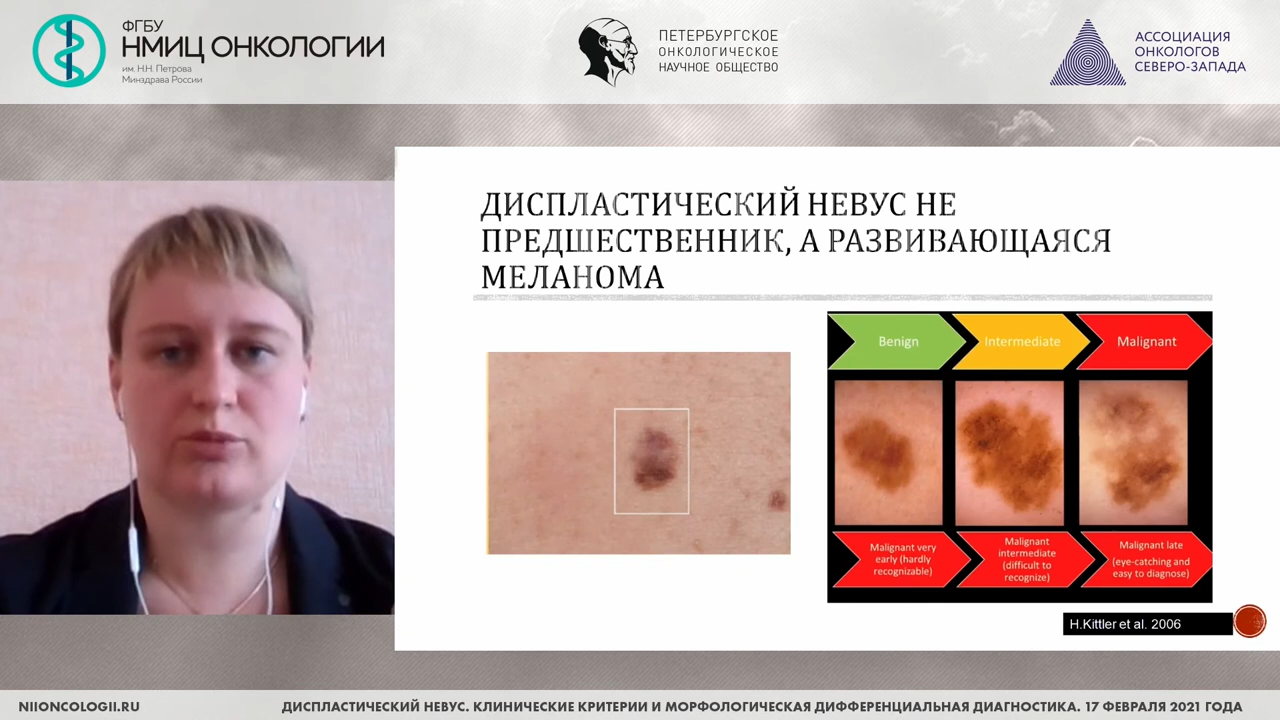 ФГБУ
НМИЦ ОНКОЛОГИИ
им. Н.Н. Петрова
Минздрава России
ПЕТЕРБУРГСКОЕ
ОНКОЛОГИЧЕСКОЕ
НАУЧНОЕ ОБЩЕСТВО
АССОЦИАЦИЯ
ОНКОЛОГОВ
СЕВЕРО-ЗАПАДА
ДИСПЛАСТИЧЕСКИЙ НЕВУС НЕ
ПРЕДШЕСТВЕННИК, А РАЗВИВАЮЩАЯСЯ
МЕЛАНОМА
Benign
Intermediate
Malignant
Malignant very
early (hardly
recognizable)
Malignant
intermediate
(difficult to
recognize)
Malignant late
(eye-catching and
easy to diagnose)
H.Kittler et al. 2006
NIIONCOLOGII.RU
ДИСПЛАСТИЧЕСКИЙ НЕВУС. КЛИНИЧЕСКИЕ КРИТЕРИИ И МОРФОЛОГИЧЕСКАЯ ДИФФЕРЕНЦИАЛЬНАЯ ДИАГНОСТИКА. 17 ФЕВРАЛЯ 2021 ГОДА